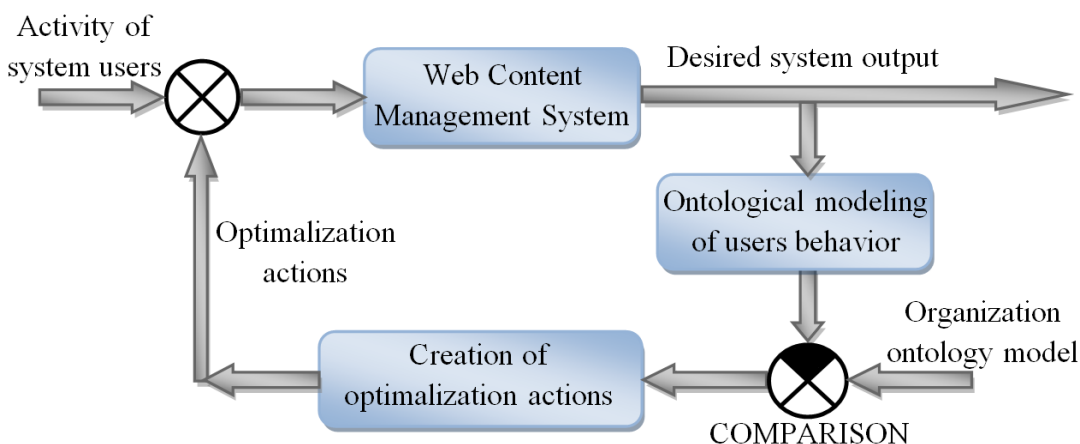 Activity of
system users
Web Content
Management System
Desired system output
Ontological modeling
of users behavior
Optimalization
actions
Organization
ontology model
Creation of
optimalization actions
COMPARISON